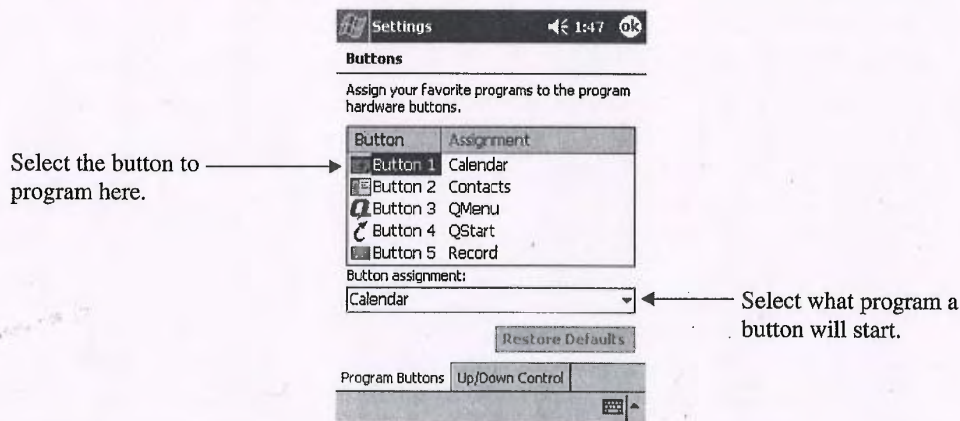 Settings 1:47 ok
Buttons
Assign your favorite programs to the program
hardware buttons.
Button Assignment
Button 1 Calendar
Button 2 Contacts
Button 3 QMenu
Button 4 QStart
Button 5 Record
Button assignment:
Calendar
Restore Defaults
Program Buttons Up/Down Control
Select the button to
program here.
Select what program a
button will start.